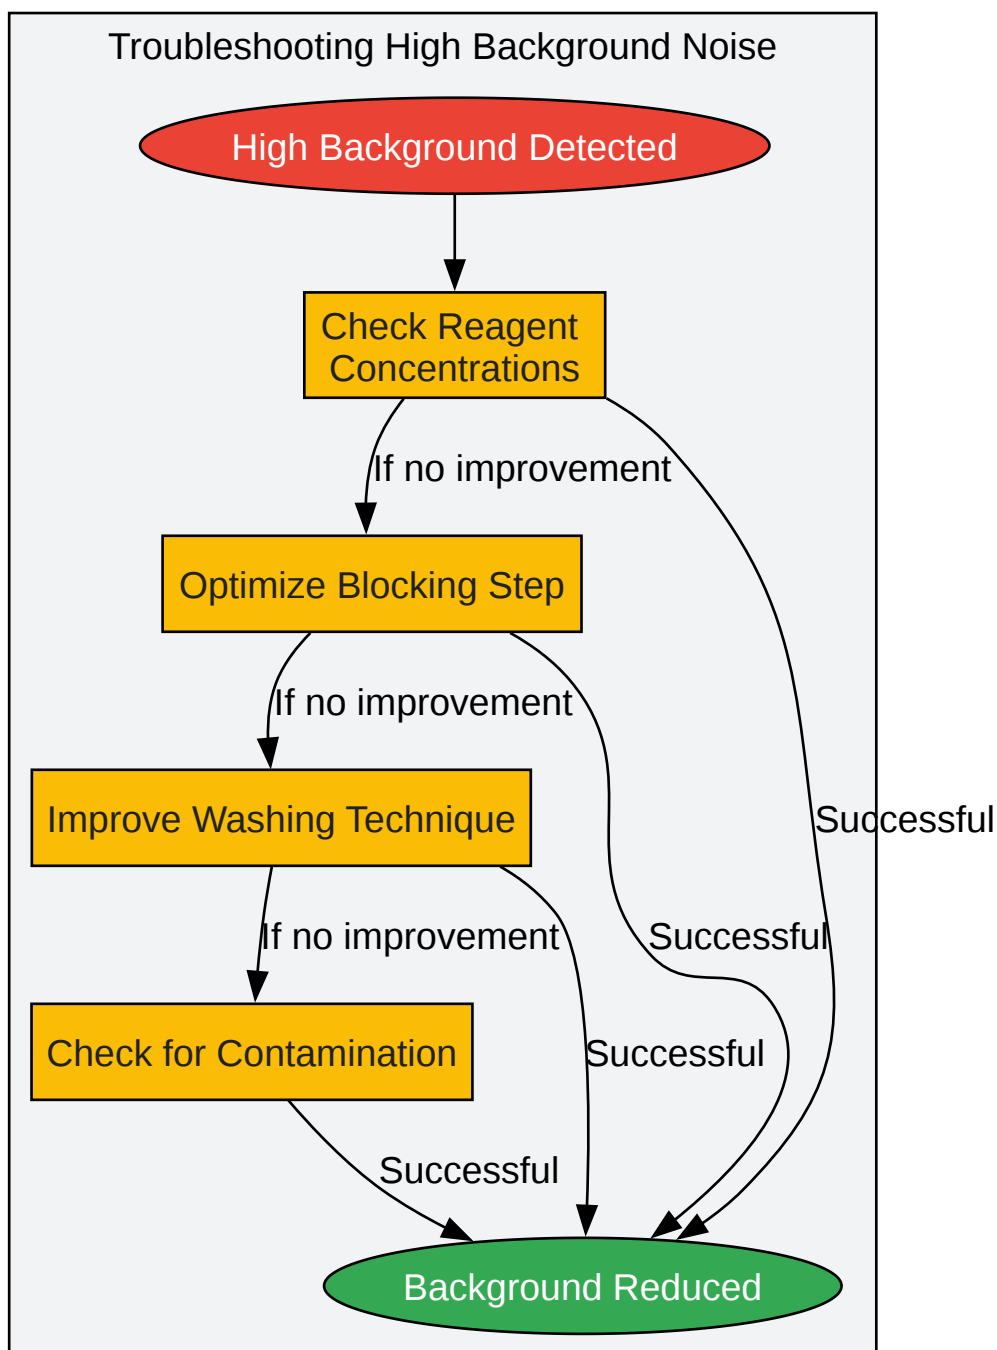 Troubleshooting High Background Noise
High Background Detected
Check Reagent
Concentrations
If no improvement
Optimize Blocking Step
If no improvement
Improve Washing Technique
Successful
If no improvement
Successful
Check for Contamination
Successful
Successful
Background Reduced